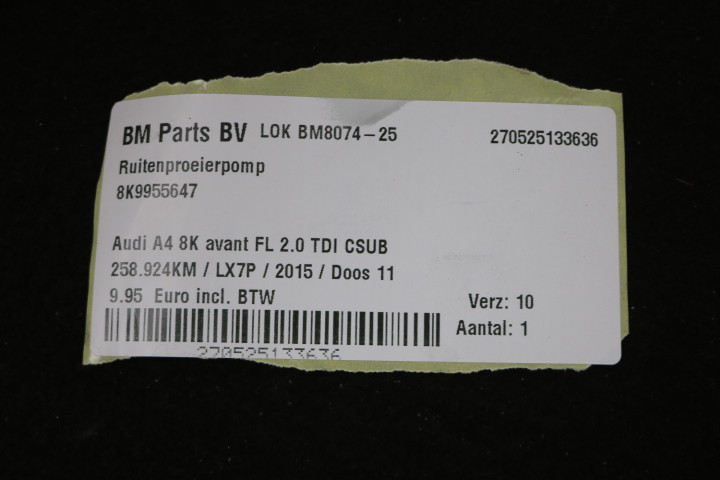 BM Parts BV LOK BM8074-25 270525133636
Ruitenproeierpomp
8K9955647
Audi A4 8K avant FL 2.0 TDI CSUB
258.924KM / LX7P / 2015 / Doos 11
9.95 Euro incl. BTW Verz: 10
Aantal: 1
270525133636